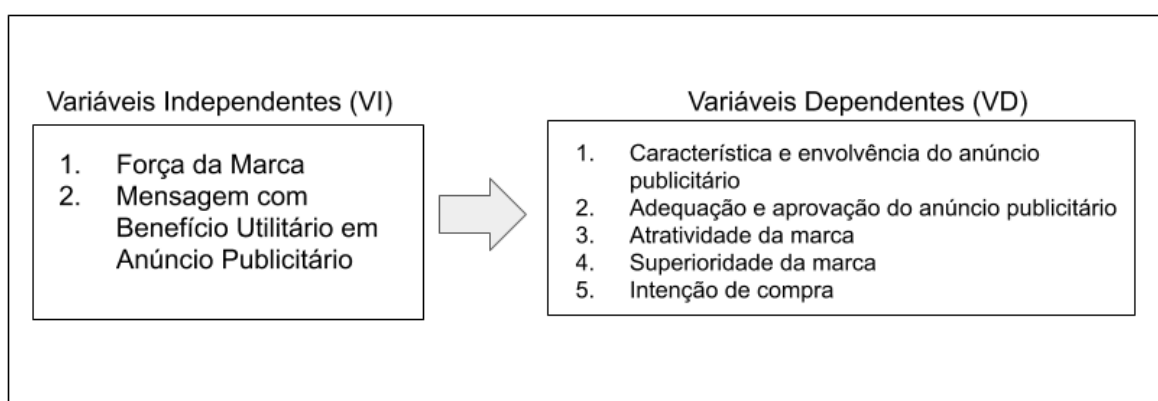 Variáveis Independentes (VI)
1. Força da Marca
2. Mensagem com
Benefício Utilitário em
Anúncio Publicitário
Variáveis Dependentes (VD)
1. Característica e envolvência do anúncio
publicitário
2. Adequação e aprovação do anúncio publicitário
3. Atratividade da marca
4. Superioridade da marca
5. Intenção de compra